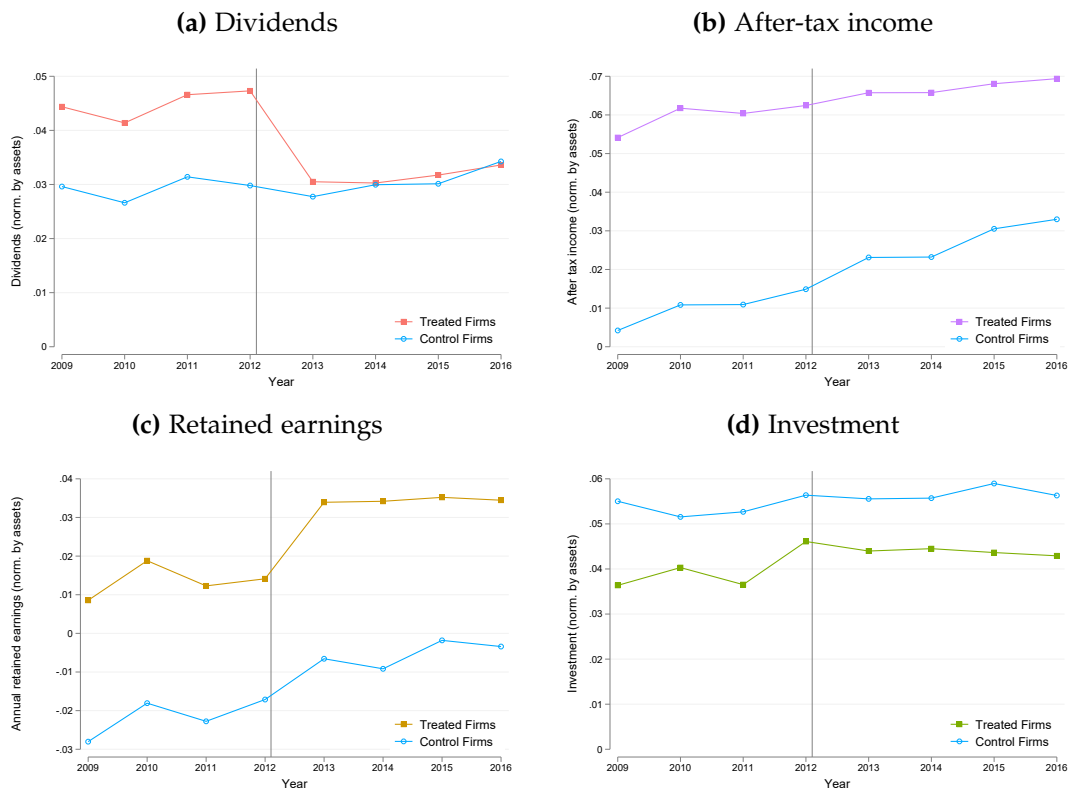 (a) Dividends
.05
.04
.03
.02
.01
0
Dividends (norm. by assets)
2009 2010 2011 2012 2013 2014 2015 2016
Year
Treated Firms
Control Firms
(b) After-tax income
.07
.06
.05
.04
.03
.02
.01
0
After tax income (norm. by assets)
2009 2010 2011 2012 2013 2014 2015 2016
Year
Treated Firms
Control Firms
(c) Retained earnings
.04
.03
.02
.01
0
-.01
-.02
-.03
Annual retained earnings (norm. by assets)
2009 2010 2011 2012 2013 2014 2015 2016
Year
Treated Firms
Control Firms
(d) Investment
.06
.05
.04
.03
.02
.01
0
Investment (norm. by assets)
2009 2010 2011 2012 2013 2014 2015 2016
Year
Treated Firms
Control Firms